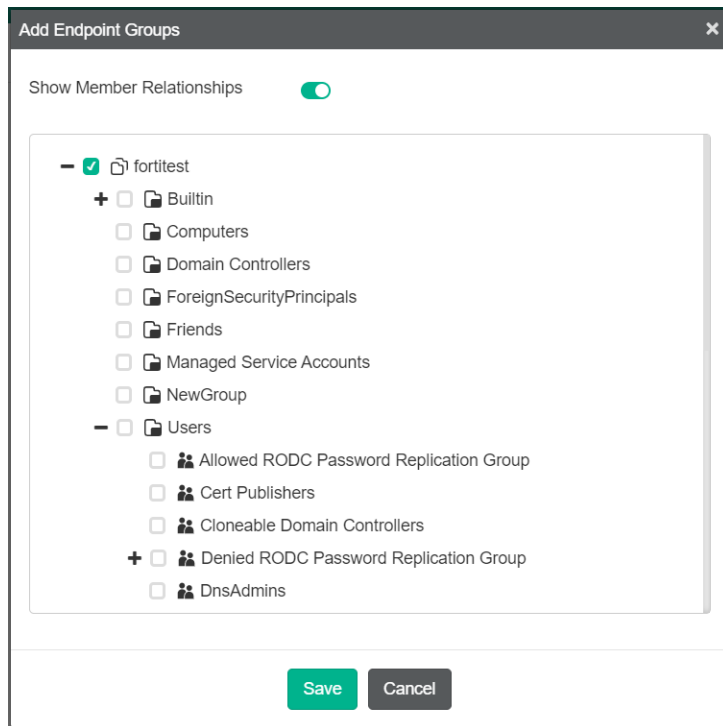 Add Endpoint Groups
Show Member Relationships
fortitest
Builtin
Computers
Domain Controllers
ForeignSecurityPrincipals
Friends
Managed Service Accounts
NewGroup
Users
Allowed RODC Password Replication Group
Cert Publishers
Cloneable Domain Controllers
Denied RODC Password Replication Group
DnsAdmins
Save Cancel